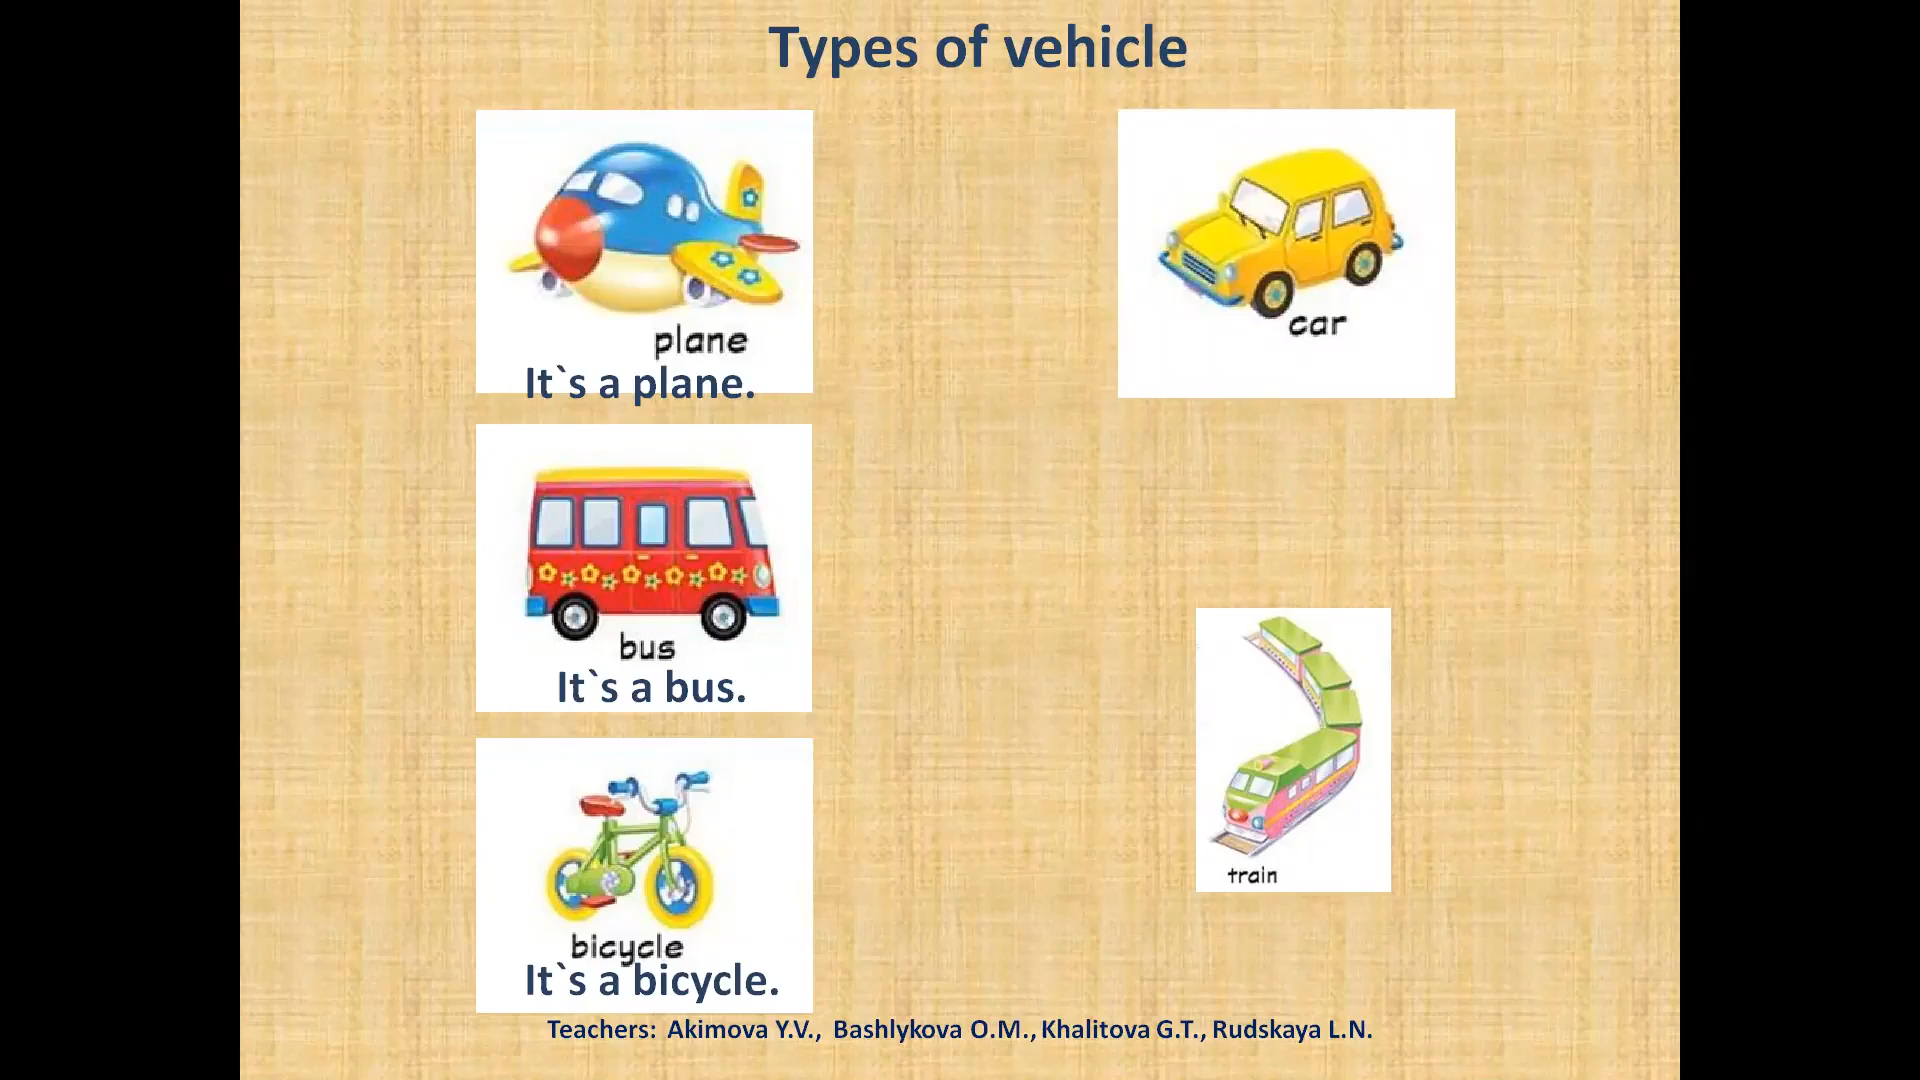 Types of vehicle
plane
It`s a plane.
car
bus
It`s a bus.
train
bicycle
It`s a bicycle.
Teachers: Akimova Y.V., Bashlykova O.M., Khalitova G.T., Rudskaya L.N.